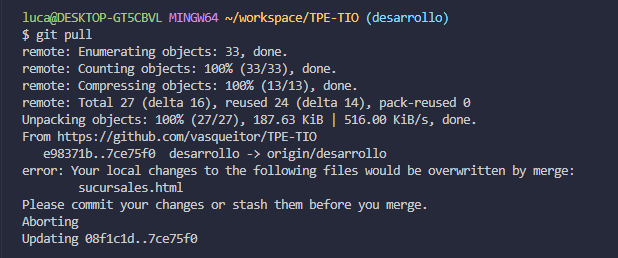 luca@DESKTOP-GT5CBVL MINGW64 ~/workspace/TPE-TIO (desarrollo)
$ git pull
remote: Enumerating objects: 33, done.
remote: Counting objects: 100% (33/33), done.
remote: Compressing objects: 100% (13/13), done.
remote: Total 27 (delta 16), reused 24 (delta 14), pack-reused 0
Unpacking objects: 100% (27/27), 187.63 KiB | 516.00 KiB/s, done.
From https://github.com/vasqueitor/TPE-TIO
   e98371b..7ce75f0  desarrollo -> origin/desarrollo
error: Your local changes to the following files would be overwritten by merge:
        sucursales.html
Please commit your changes or stash them before you merge.
Aborting
Updating 08f1c1d..7ce75f0